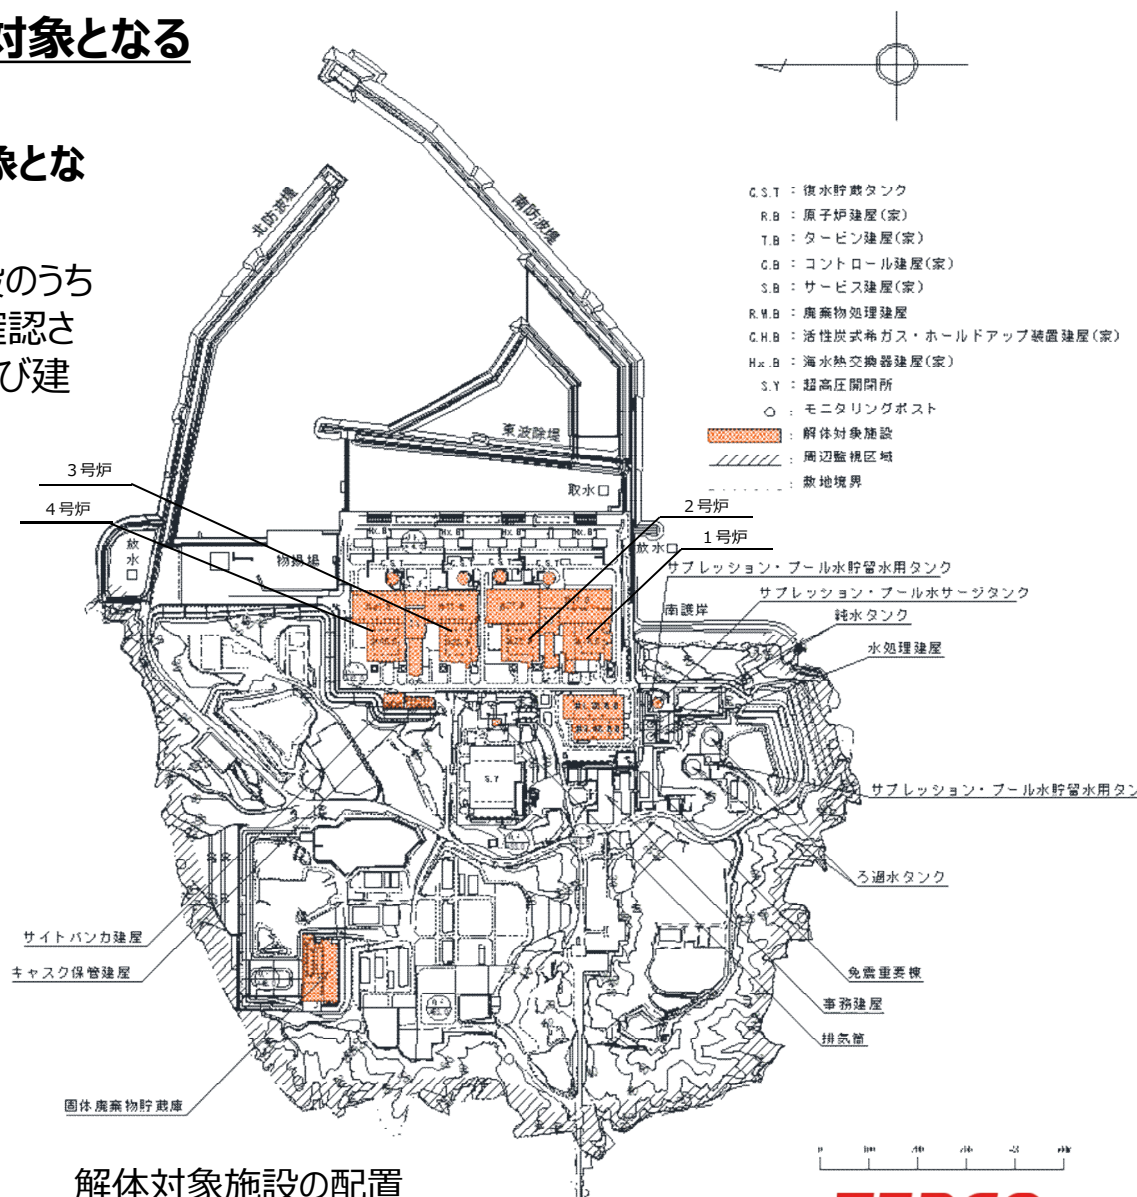 対象となる
象とな
設のうち
確認さ
び建
北防波堤
南防波堤
C.S.T : 復水貯蔵タンク
R.B : 原子炉建屋(家)
T.B : タービン建屋(家)
C.B : コントロール建屋(家)
S.B : サービス建屋(家)
R.W.B : 廃棄物処理建屋
C.H.B : 活性炭式希ガス・ホールドアップ装置建屋(家)
Hx.B : 海水熱交換器建屋(家)
S.Y : 超高圧開閉所
○ : モニタリングポスト
: 解体対象施設
: 周辺監視区域
: 敷地境界
東波除堤
取水口
3号炉
4号炉
2号炉
1号炉
放水口
物揚場
放水口
Hx.B
Hx.B
Hx.B
Hx.B
C.S.T
C.S.T
C.S.T
サプレッション・プール水貯留水用タンク
サプレッション・プール水サージタンク
南護岸
純水タンク
水処理建屋
S.Y
サプレッション・プール水貯留水用タン
ろ過水タンク
サイトバンカ建屋
キャスク保管建屋
免震重要棟
事務建屋
排気筒
固体廃棄物貯蔵庫
解体対象施設の配置
TEPCO